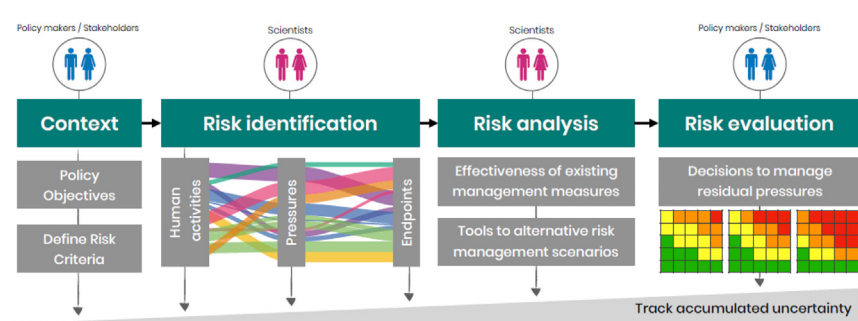 Policy makers / Stakeholders
Scientists
Scientists
Policy makers / Stakeholders
Context
Risk identification
Risk analysis
Risk evaluation
Policy
Objectives
Define Risk
Criteria
Human
activities
Pressures
Endpoints
Effectiveness of existing
management measures
Tools to alternative risk
management scenarios
Decisions to manage
residual pressures
Track accumulated uncertainty